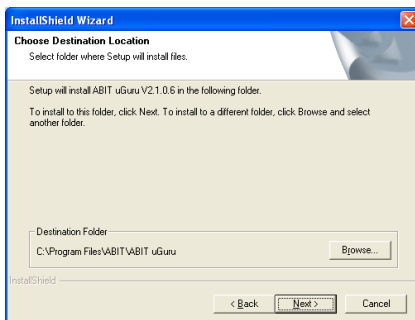 InstallShield Wizard
Choose Destination Location
Select folder where Setup will install files.
Setup will install ABIT uGuru V2.1.0.6 in the following folder.
To install to this folder, click Next. To install to a different folder, click Browse and select
another folder.
Destination Folder
C:\Program Files\ABIT\ABIT uGuru
Browse...
InstallShield
< Back
Next >
Cancel